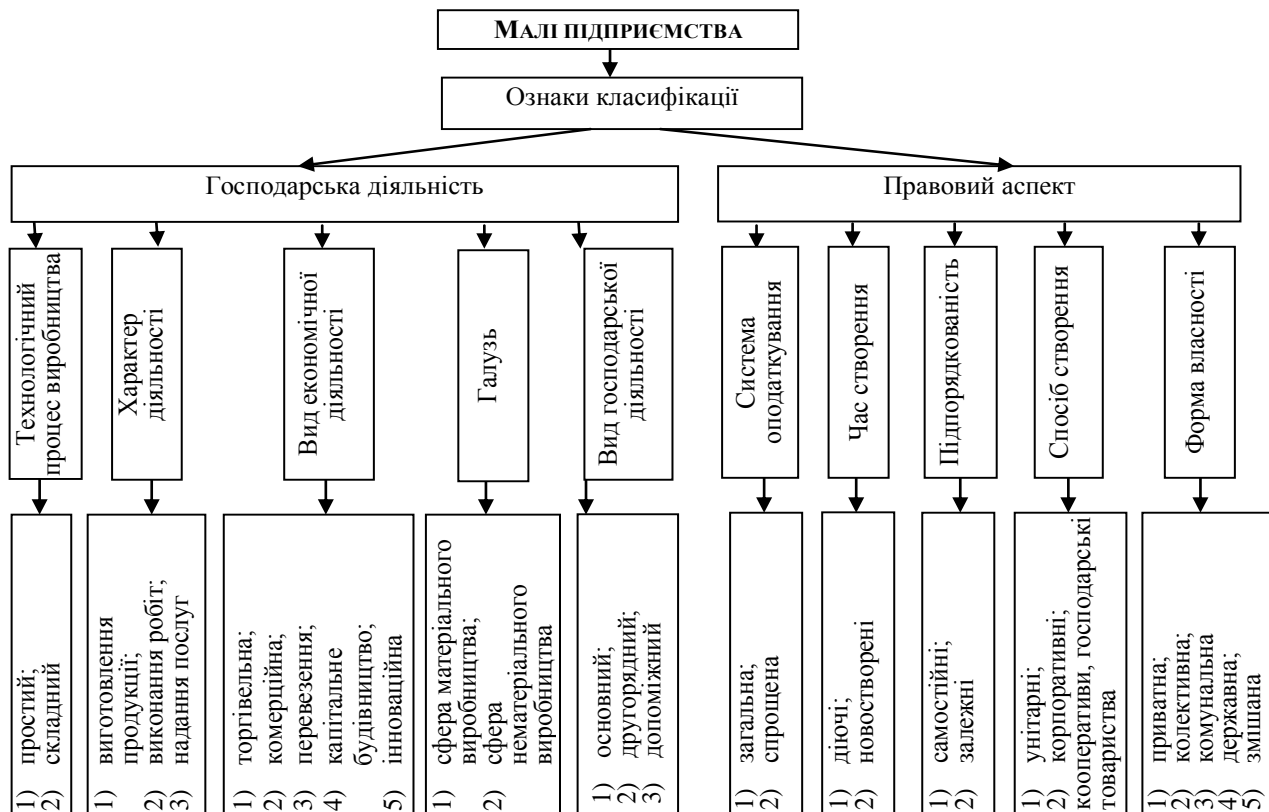 МАЛІ ПІДПРИЄМСТВА
Ознаки класифікації
Господарська діяльність
Правовий аспект
Технологічний
процес виробництва
Характер
діяльності
Вид економічної
діяльності
Галузь
Вид господарської
діяльності
Система
оподаткування
Час створення
Підпорядкованість
Спосіб створення
Форма власності
1) простий;
2) складний
1) виготовлення
продукції;
2) виконання робіт;
3) надання послуг
1) торгівельна;
2) комерційна;
3) перевезення;
4) капітальне
будівництво;
5) інноваційна
1) сфера матеріального
виробництва;
2) сфера
нематеріального
виробництва
1) основний;
2) другорядний;
3) допоміжний
1) загальна;
2) спрощена
1) діючі;
2) новостворені
1) самостійні;
2) залежні
1) унітарні;
2) корпоративні;
кооперативи, господарські
товариства
1) приватна;
2) колективна;
3) комунальна
4) державна;
5) змішана